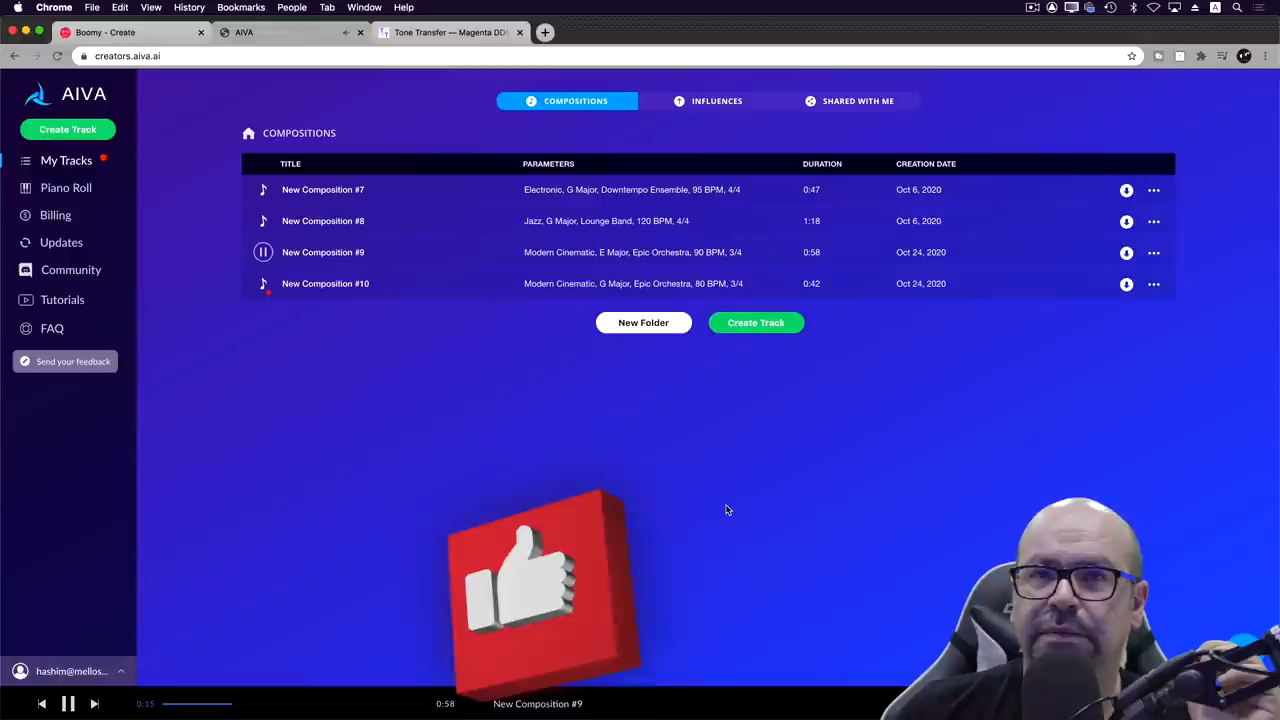 Chrome File Edit View History Bookmarks People Tab Window Help
Boomy - Create
AIVA
Tone Transfer — Magenta DDS
creators.aiva.ai
AIVA
Create Track
My Tracks
Piano Roll
Billing
Updates
Community
Tutorials
FAQ
Send your feedback
hashim@mellos...
COMPOSITIONS INFLUENCES SHARED WITH ME
COMPOSITIONS
TITLE PARAMETERS DURATION CREATION DATE
New Composition #7 Electronic, G Major, Downtempo Ensemble, 95 BPM, 4/4 0:47 Oct 6, 2020
New Composition #8 Jazz, G Major, Lounge Band, 120 BPM, 4/4 1:18 Oct 6, 2020
New Composition #9 Modern Cinematic, E Major, Epic Orchestra, 90 BPM, 3/4 0:58 Oct 24, 2020
New Composition #10 Modern Cinematic, G Major, Epic Orchestra, 80 BPM, 3/4 0:42 Oct 24, 2020
New Folder Create Track
0:15 0:58 New Composition #9